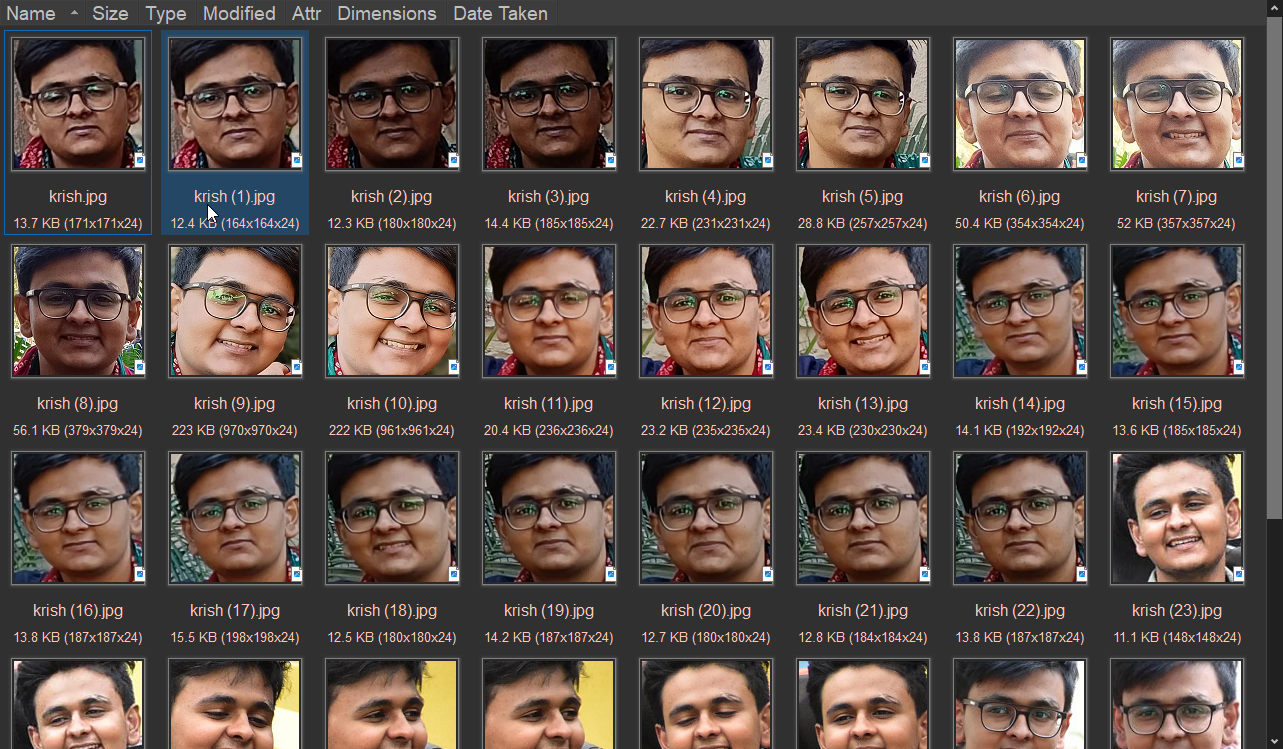 Name Size Type Modified Attr Dimensions Date Taken
krish.jpg krish (1).jpg krish (2).jpg krish (3).jpg krish (4).jpg krish (5).jpg krish (6).jpg krish (7).jpg
13.7 KB (171x171x24) 12.4 KB (164x164x24) 12.3 KB (180x180x24) 14.4 KB (185x185x24) 22.7 KB (231x231x24) 28.8 KB (257x257x24) 50.4 KB (354x354x24) 52 KB (357x357x24)
krish (8).jpg krish (9).jpg krish (10).jpg krish (11).jpg krish (12).jpg krish (13).jpg krish (14).jpg krish (15).jpg
56.1 KB (379x379x24) 223 KB (970x970x24) 222 KB (961x961x24) 20.4 KB (236x236x24) 23.2 KB (235x235x24) 23.4 KB (230x230x24) 14.1 KB (192x192x24) 13.6 KB (185x185x24)
krish (16).jpg krish (17).jpg krish (18).jpg krish (19).jpg krish (20).jpg krish (21).jpg krish (22).jpg krish (23).jpg
13.8 KB (187x187x24) 15.5 KB (198x198x24) 12.5 KB (180x180x24) 14.2 KB (187x187x24) 12.7 KB (180x180x24) 12.8 KB (184x184x24) 13.8 KB (187x187x24) 11.1 KB (148x148x24)